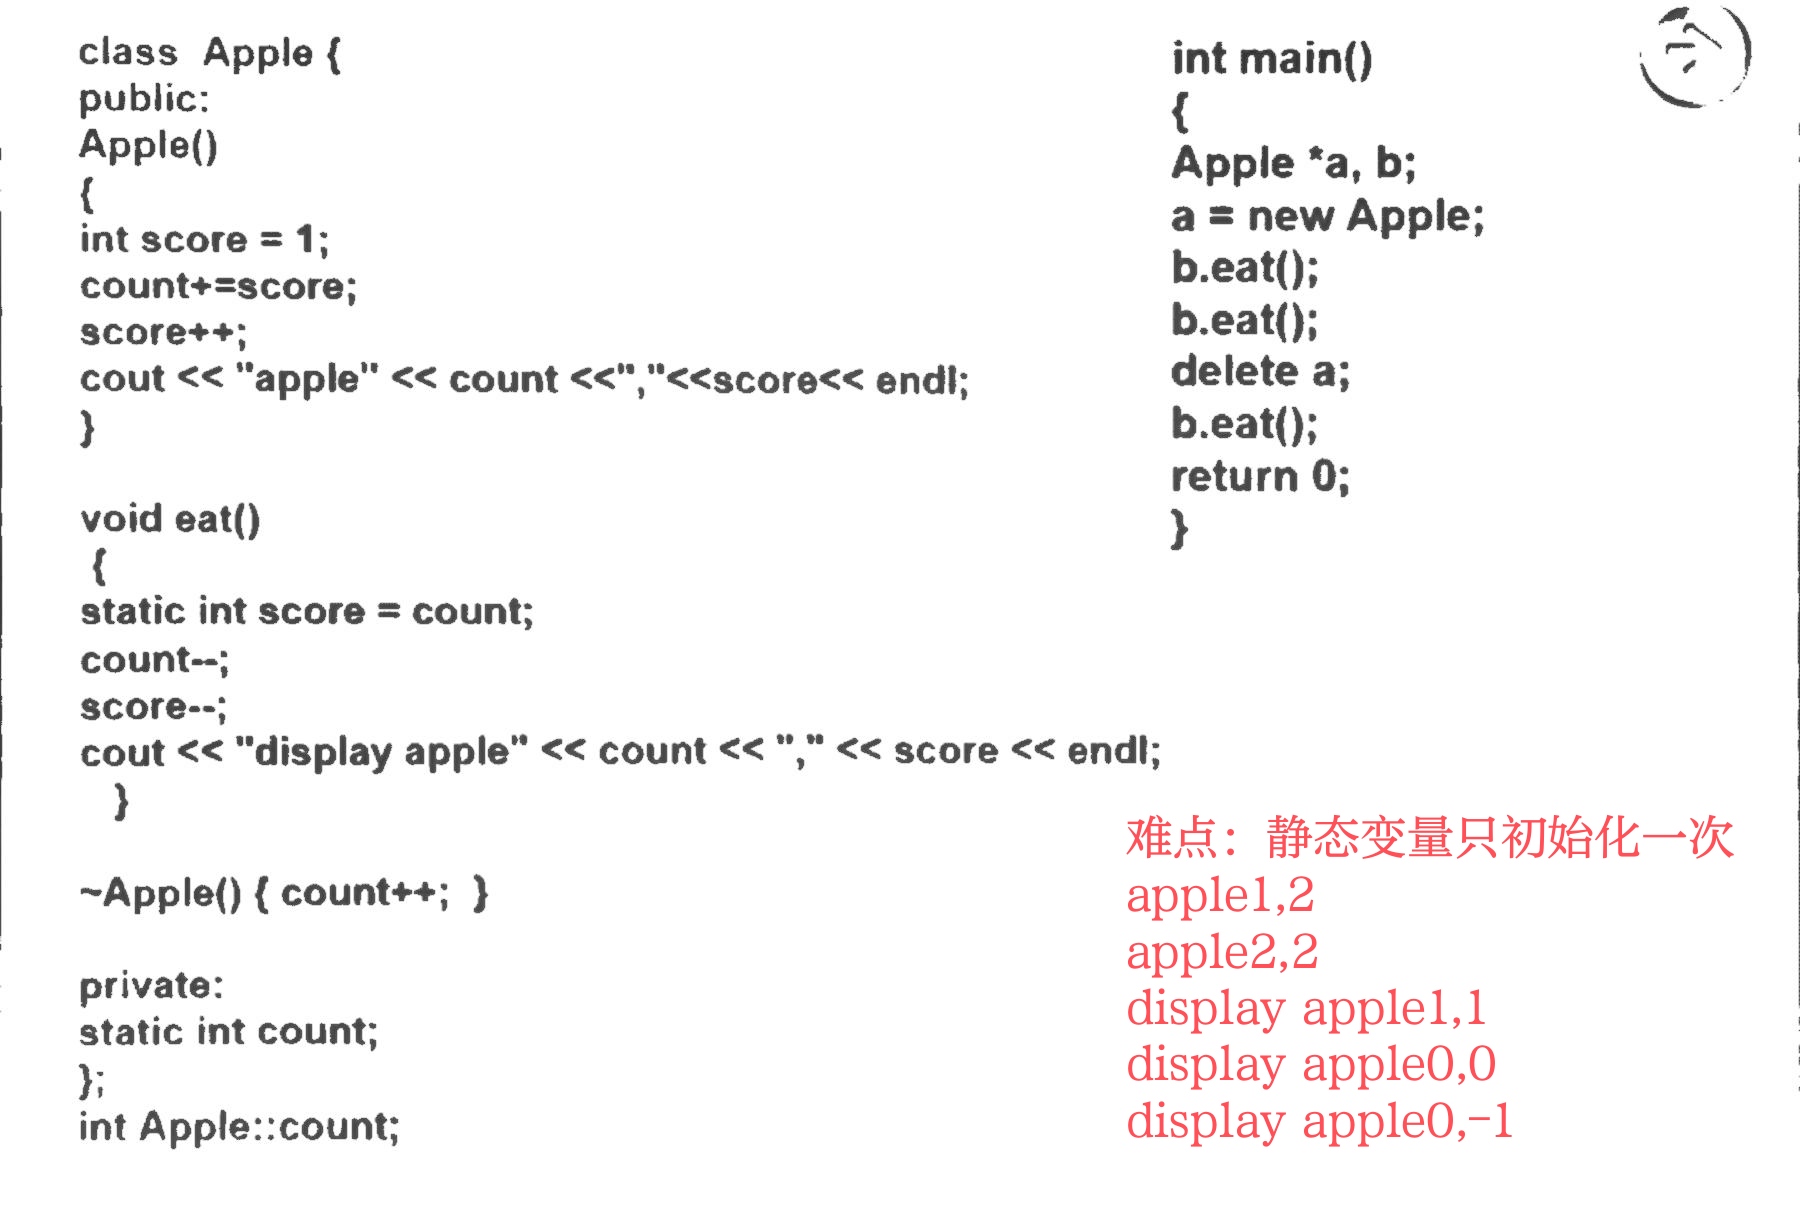 class  Apple {
public:
Apple()
{
int score = 1;
count+=score;
score++;
cout << "apple" << count <<","<<score<< endl;
}
void eat()
{
static int score = count;
count--;
score--;
cout << "display apple" << count << "," << score << endl;
}
~Apple() { count++;  }
private:
static int count;
};
int Apple::count;
int main()
{
Apple *a, b;
a = new Apple;
b.eat();
b.eat();
delete a;
b.eat();
return 0;
}
难点：静态变量只初始化一次
apple1,2
apple2,2
display apple1,1
display apple0,0
display apple0,-1